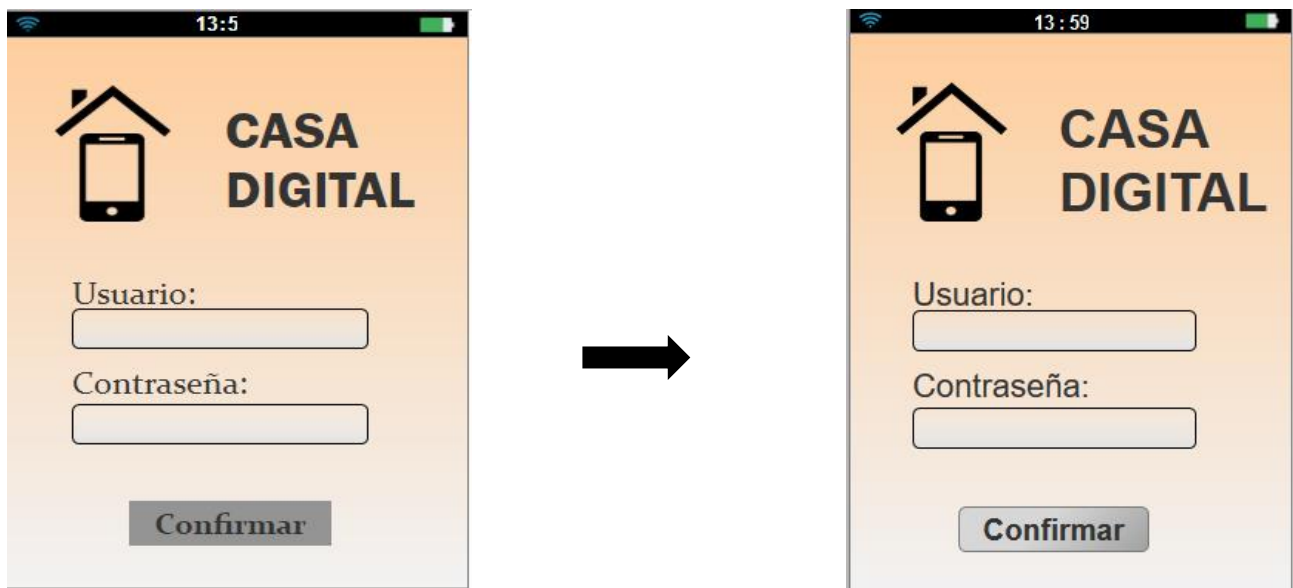 13:5
CASA
DIGITAL
Usuario:
Contraseña:
Confirmar
13:59
CASA
DIGITAL
Usuario:
Contraseña:
Confirmar